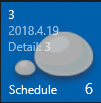 3
2018.4.19
Detail: 3
Schedule 6